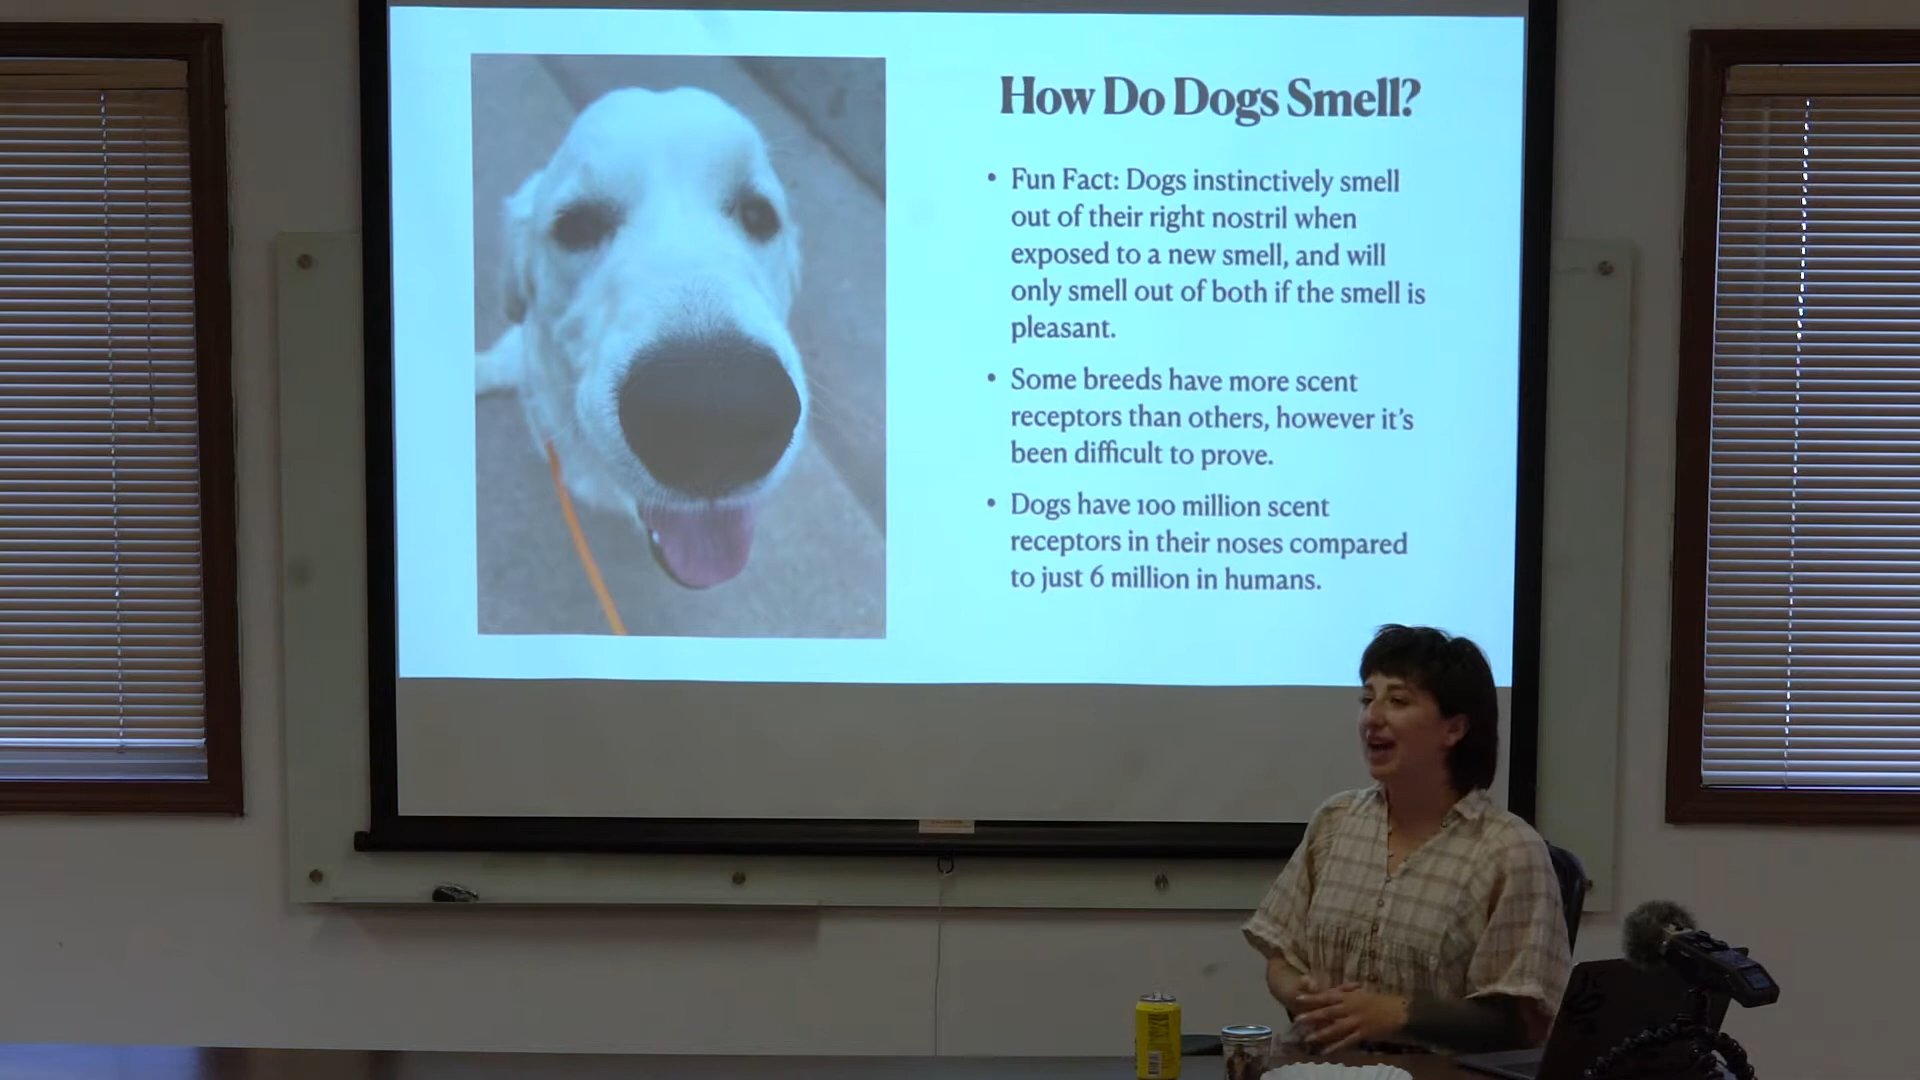 How Do Dogs Smell?
• Fun Fact: Dogs instinctively smell
out of their right nostril when
exposed to a new smell, and will
only smell out of both if the smell is
pleasant.
• Some breeds have more scent
receptors than others, however it's
been difficult to prove.
• Dogs have 100 million scent
receptors in their noses compared
to just 6 million in humans.